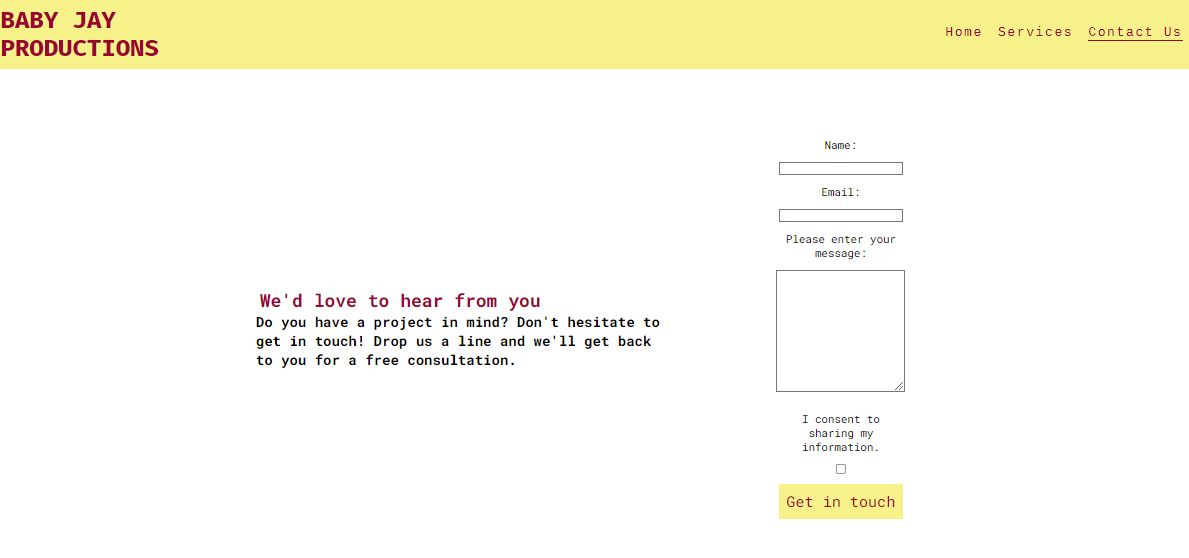 BABY JAY
PRODUCTIONS
Home Services Contact Us
We'd love to hear from you
Do you have a project in mind? Don't hesitate to
get in touch! Drop us a line and we'll get back
to you for a free consultation.
Name:
Email:
Please enter your
message:
I consent to
sharing my
information.
Get in touch